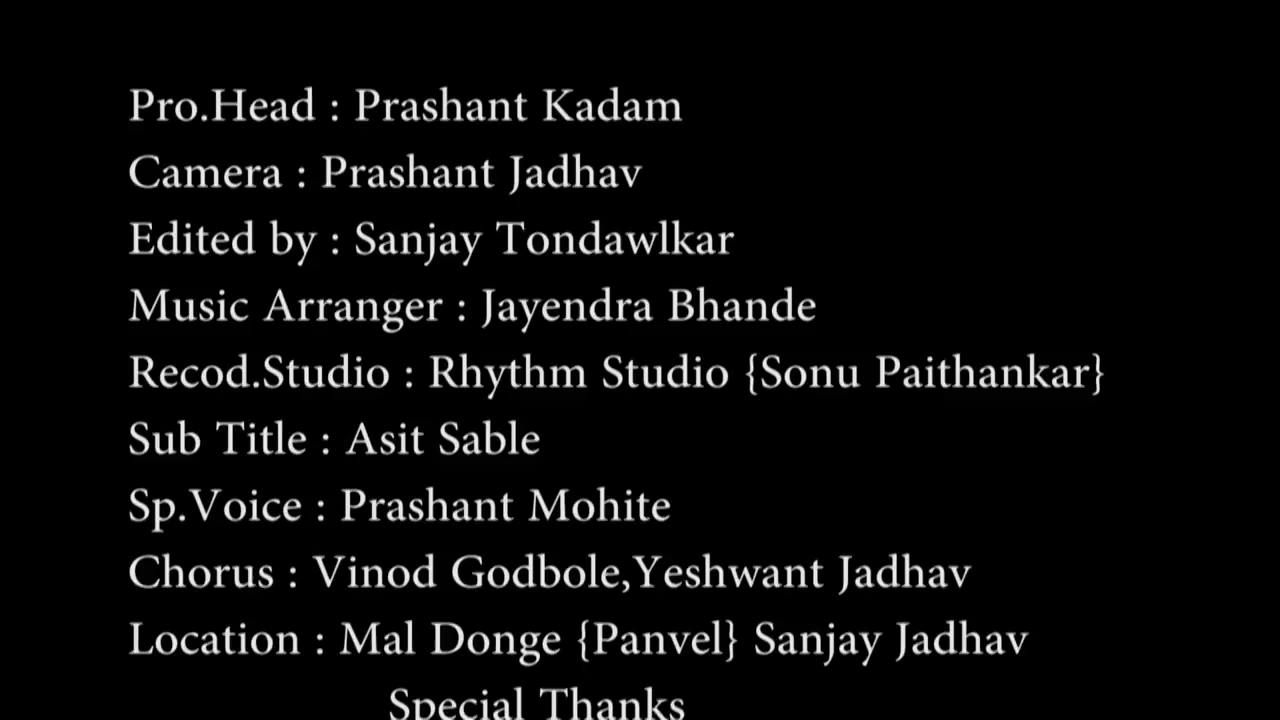 Pro.Head : Prashant Kadam
Camera : Prashant Jadhav
Edited by : Sanjay Tondawlkar
Music Arranger : Jayendra Bhande
Recod.Studio : Rhythm Studio {Sonu Paithankar}
Sub Title : Asit Sable
Sp.Voice : Prashant Mohite
Chorus : Vinod Godbole,Yeshwant Jadhav
Location : Mal Donge {Panvel} Sanjay Jadhav
Special Thanks